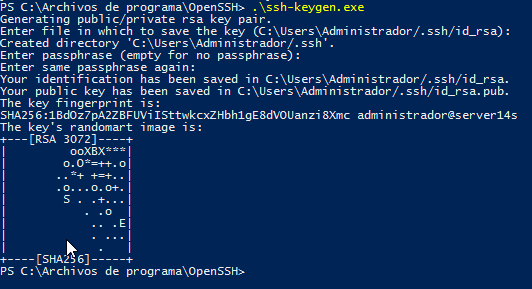 PS C:\Archivos de programa\OpenSSH> .\ssh-keygen.exe
Generating public/private rsa key pair.
Enter file in which to save the key (C:\Users\Administrador/.ssh/id_rsa):
Created directory 'C:\Users\Administrador/.ssh'.
Enter passphrase (empty for no passphrase):
Enter same passphrase again:
Your identification has been saved in C:\Users\Administrador/.ssh/id_rsa.
Your public key has been saved in C:\Users\Administrador/.ssh/id_rsa.pub.
The key fingerprint is:
SHA256:1BdOz7pA2ZBFUViISttwkcxZHbh1gE8dVOUanzi8Xmc administrador@server14s
The key's randomart image is:
+---[RSA 3072]----+
|         ooXBX***|
|        o.O*=++.o|
|       ..*+ +=+..|
|       .o...o.o+.|
|        S . .+...|
|           . .o  |
|            .. .E|
|            . ...|
|             .   |
+----[SHA256]-----+
PS C:\Archivos de programa\OpenSSH>